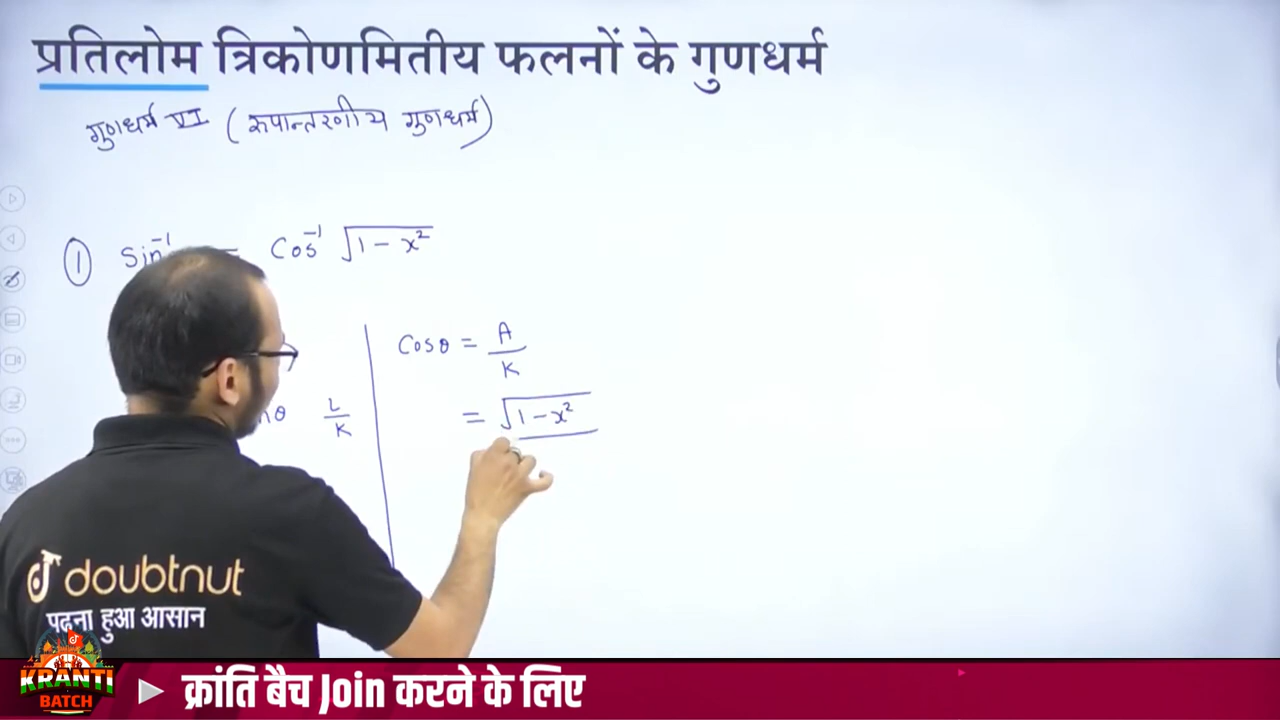 प्रतिलोम त्रिकोणमितीय फलनों के गुणधर्म
गुणधर्म VI (रूपान्तरणीय गुणधर्म)
① Sin⁻¹ = Cos⁻¹ √1-x²
Cosθ = A/K
θ L/K
= √1-x²
doubtnut
पढ़ना हुआ आसान
KRANTI
BATCH
क्रांति बैच Join करने के लिए